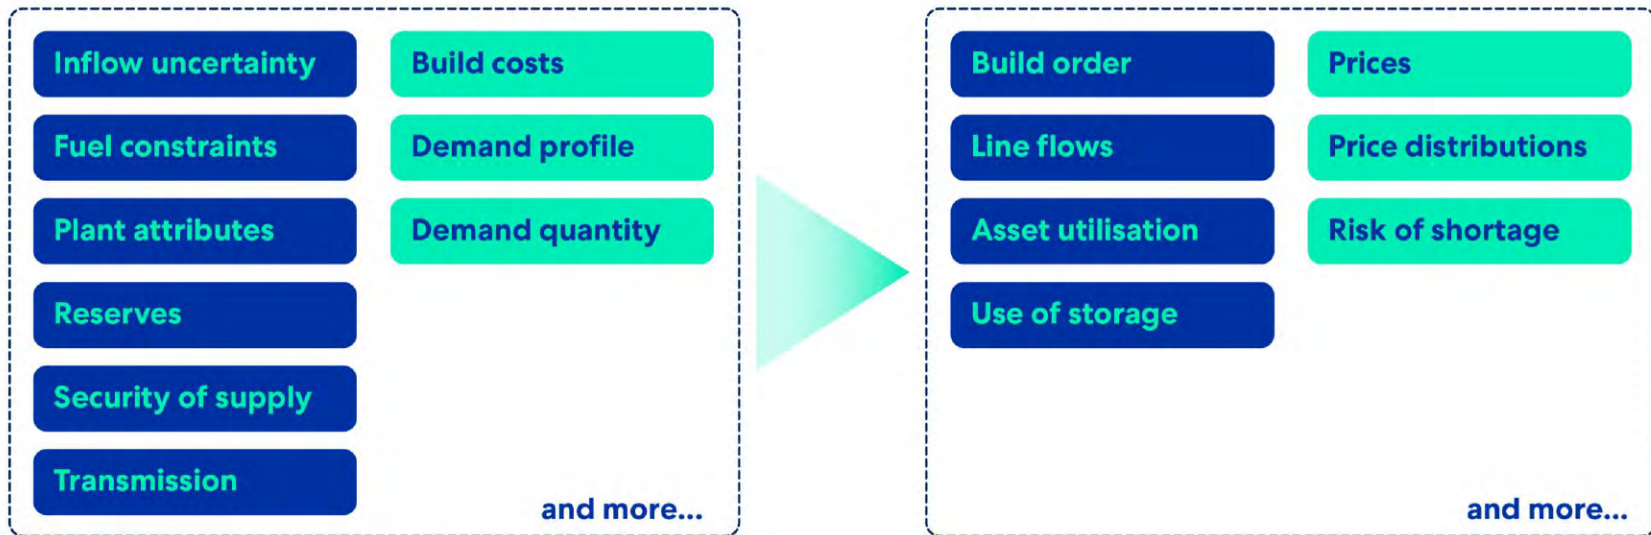 Inflow uncertainty
Fuel constraints
Plant attributes
Reserves
Security of supply
Transmission
Build costs
Demand profile
Demand quantity
and more...
Build order
Line flows
Asset utilisation
Use of storage
Prices
Price distributions
Risk of shortage
and more...